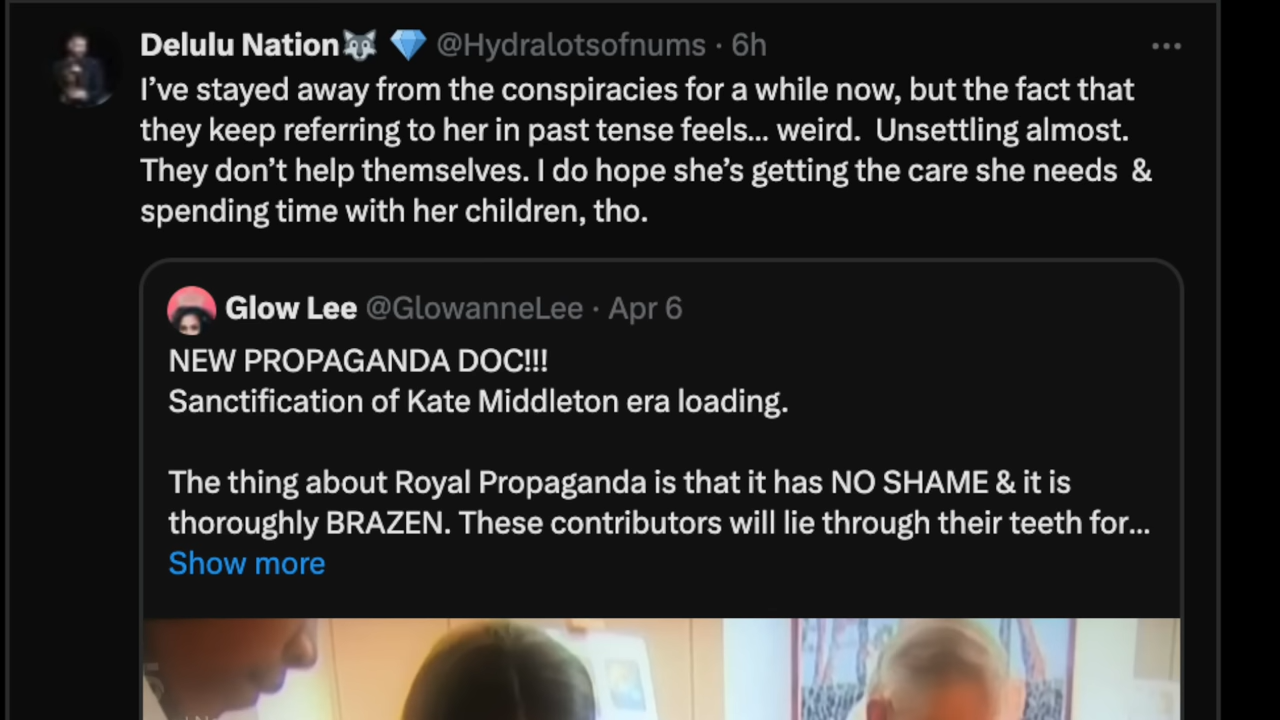 Delulu Nation🐺 💎 @Hydralotsofnums · 6h
I’ve stayed away from the conspiracies for a while now, but the fact that
they keep referring to her in past tense feels... weird.  Unsettling almost.
They don’t help themselves. I do hope she’s getting the care she needs  &
spending time with her children, tho.
Glow Lee @GlowanneLee · Apr 6
NEW PROPAGANDA DOC!!!
Sanctification of Kate Middleton era loading.
The thing about Royal Propaganda is that it has NO SHAME & it is
thoroughly BRAZEN. These contributors will lie through their teeth for...
Show more